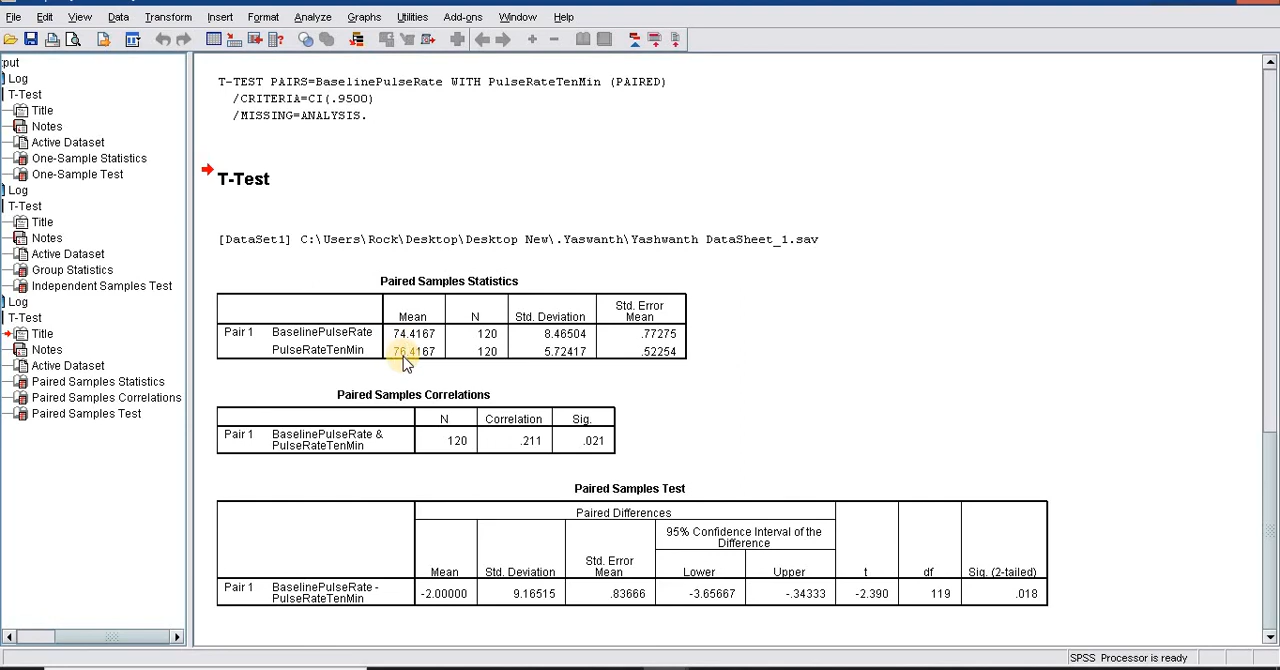 File Edit View Data Transform Insert Format Analyze Graphs Utilities Add-ons Window Help
put
Log
T-Test
Title
Notes
Active Dataset
One-Sample Statistics
One-Sample Test
Log
T-Test
Title
Notes
Active Dataset
Group Statistics
Independent Samples Test
Log
T-Test
Title
Notes
Active Dataset
Paired Samples Statistics
Paired Samples Correlations
Paired Samples Test
T-TEST PAIRS=BaselinePulseRate WITH PulseRateTenMin (PAIRED)
/CRITERIA=CI(.9500)
/MISSING=ANALYSIS.
T-Test
[DataSet1] C:\Users\Rock\Desktop\Desktop New\.Yaswanth\Yashwanth DataSheet_1.sav
Paired Samples Statistics
Mean N Std. Deviation Std. Error Mean
Pair 1 BaselinePulseRate 74.4167 120 8.46504 .77275
PulseRateTenMin 76.4167 120 5.72417 .52254
Paired Samples Correlations
N Correlation Sig.
Pair 1 BaselinePulseRate & PulseRateTenMin 120 .211 .021
Paired Samples Test
Paired Differences
95% Confidence Interval of the Difference
Mean Std. Deviation Std. Error Mean Lower Upper t df Sig. (2-tailed)
Pair 1 BaselinePulseRate - PulseRateTenMin -2.00000 9.16515 .83666 -3.65667 -.34333 -2.390 119 .018
SPSS Processor is ready